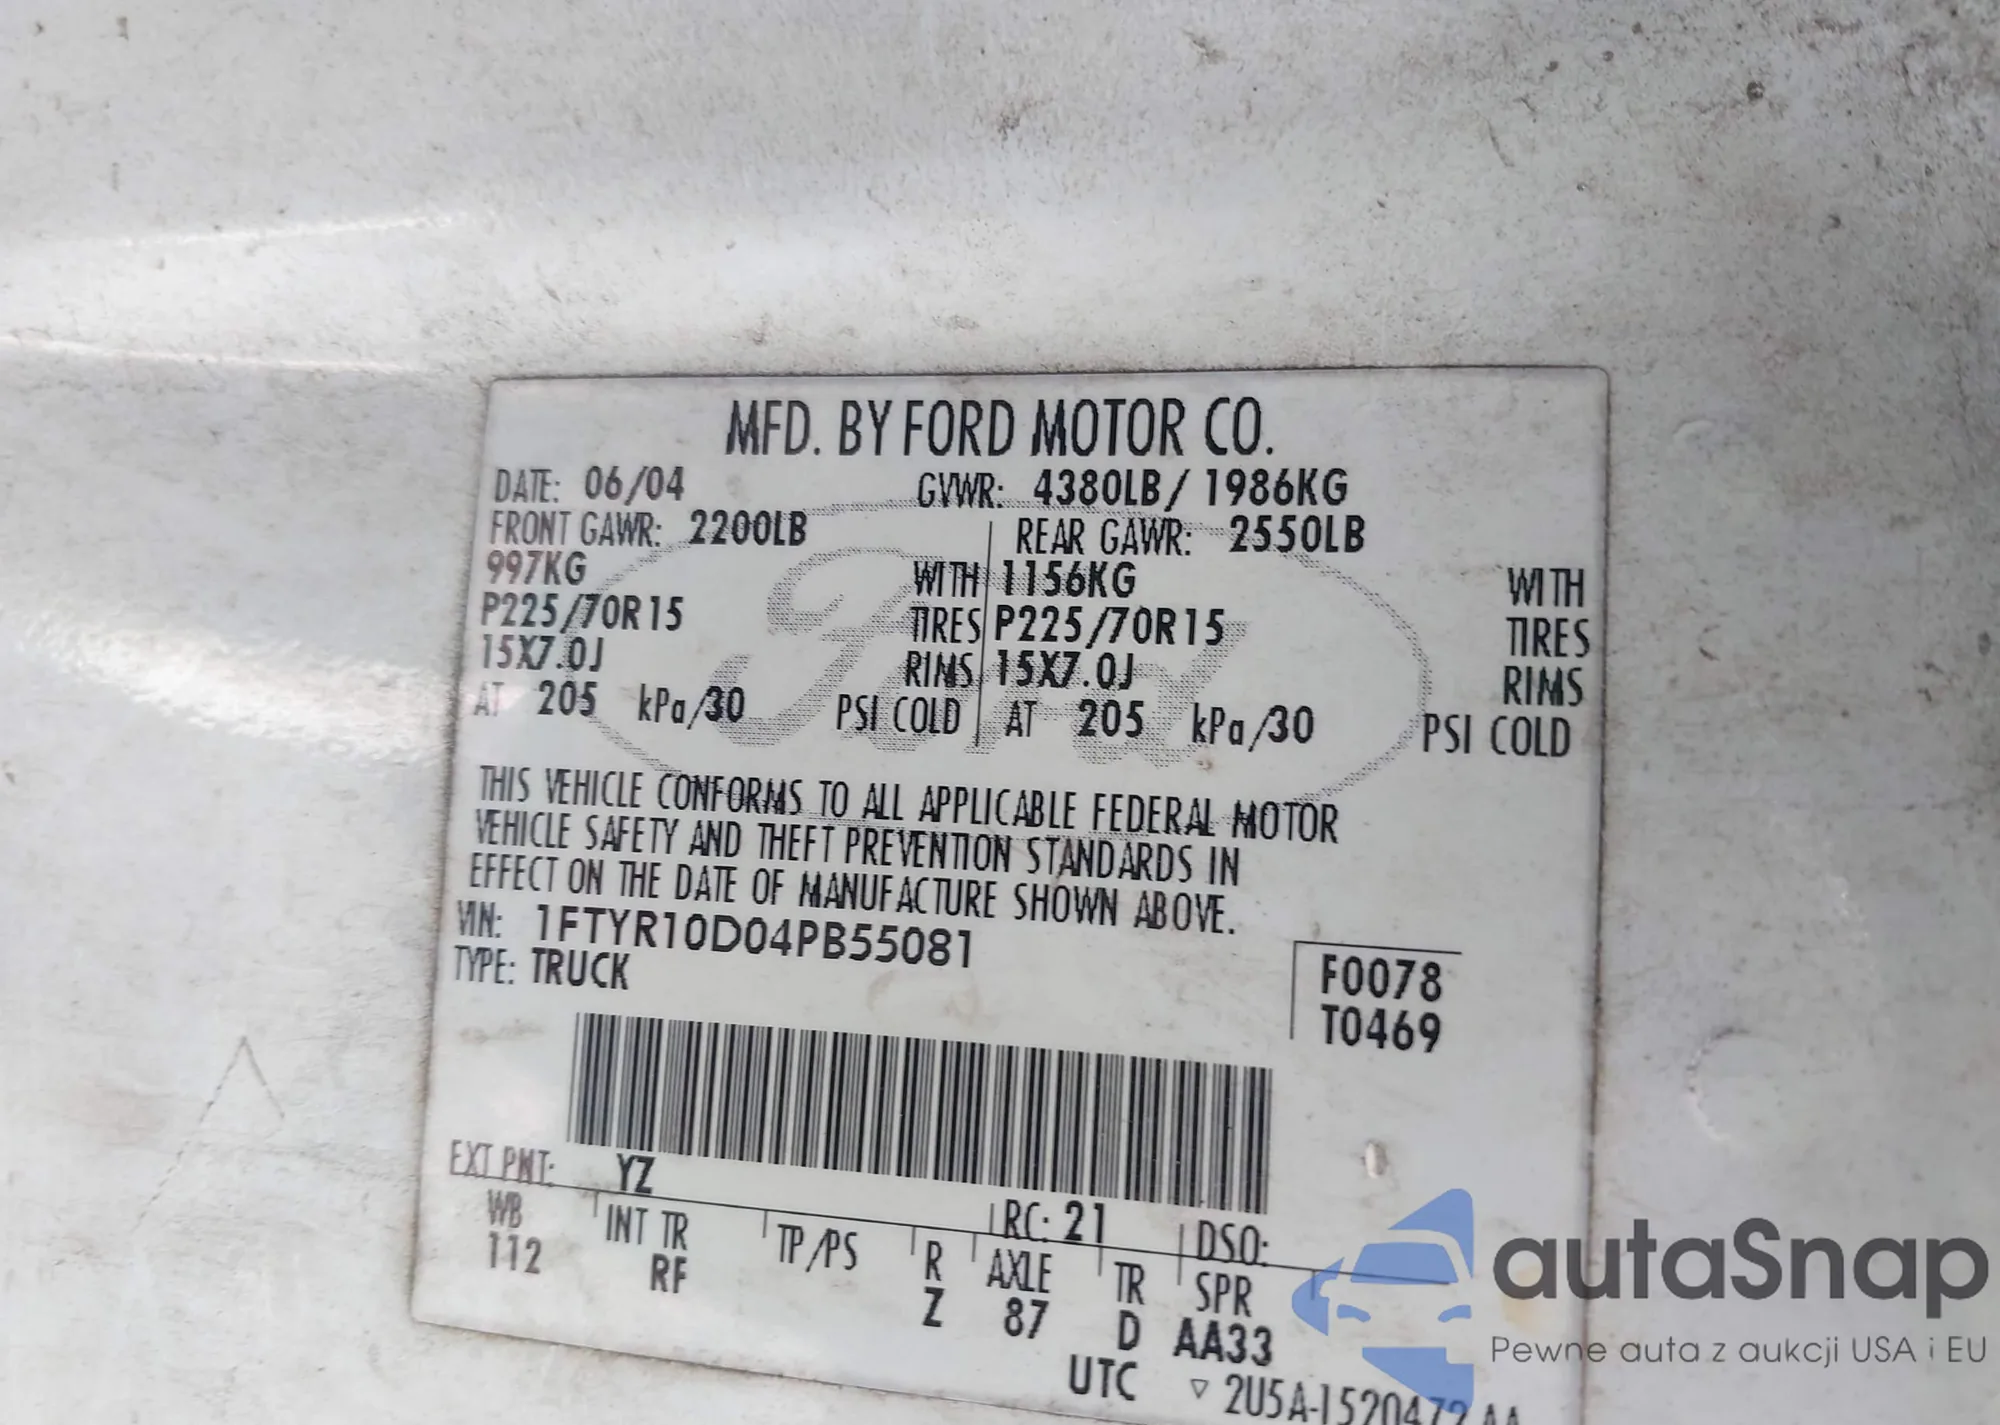 MFD. BY FORD MOTOR CO.
DATE: 06/04 GVWR: 4380LB/ 1986KG
FRONT GAWR: 2200LB REAR GAWR: 2550LB
997KG WITH 1156KG WITH
P225/70R15 TIRES P225/70R15 TIRES
15X7.0J RIMS 15X7.0J RIMS
AT 205 kPa/30 PSI COLD AT 205 kPa/30 PSI COLD
Ford
THIS VEHICLE CONFORMS TO ALL APPLICABLE FEDERAL MOTOR
VEHICLE SAFETY AND THEFT PREVENTION STANDARDS IN
EFFECT ON THE DATE OF MANUFACTURE SHOWN ABOVE.
VIN: 1FTYR10D04PB55081
TYPE: TRUCK
F0078
T0469
EXT PNT: YZ RC: 21 DSO:
WB INT TR TP/PS R AXLE TR SPR
112 RF Z 87 D AA33
UTC ▽ 2U5A-1520472-AA
autaSnap
Pewne auta z aukcji USA i EU